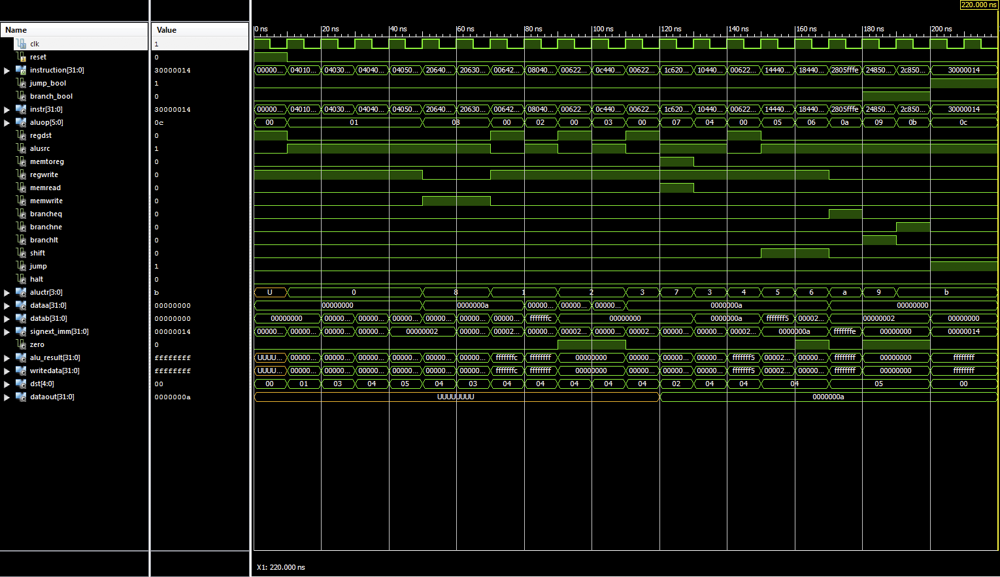 220.000 ns
Name Value 0 ns 20 ns 40 ns 60 ns 80 ns 100 ns 120 ns 140 ns 160 ns 180 ns 200 ns
clk 1
reset 0
instruction[31:0] 30000014 00000... 04010... 04030... 04040... 04050... 20640... 20630... 00642... 08040... 00622... 0c440... 00622... 1c620... 10440... 00622... 14440... 18440... 2805fffe 24850... 2c850... 30000014
jump_bool 1
branch_bool 0
instr[31:0] 30000014 00000... 04010... 04030... 04040... 04050... 20640... 20630... 00642... 08040... 00622... 0c440... 00622... 1c620... 10440... 00622... 14440... 18440... 2805fffe 24850... 2c850... 30000014
aluop[5:0] 0c 00 01 08 00 02 00 03 00 07 04 00 05 06 0a 09 0b 0c
regdst 0
alusrc 1
memtoreg 0
regwrite 0
memread 0
memwrite 0
brancheq 0
branchne 0
branchlt 0
shift 0
jump 1
halt 0
aluctr[3:0] b U 0 8 1 2 3 7 3 4 5 6 a 9 b
dataa[31:0] 00000000 00000000 0000000a 00000... 00000... 00000... 0000000a 00000000
datab[31:0] 00000000 00000000 00000... 00000... 00000... 00000... 00000... 00000... fffffffc 00000000 0000000a fffffff5 00002... 00000002 00000000
signext_imm[31:0] 00000014 00000... 00000... 00000... 00000... 00000002 00000... 00002... 00000... 00002... 00000... 00002... 00000... 00000... 00002... 0000000a fffffffe 00000000 00000014
zero 0
alu_result[31:0] ffffffff UUUU... 00000... 00000... 00000... 00000... 00000... 00000... fffffffc ffffffff 00000000 00000... 00000... 00000... fffffff5 00002... 00000... ffffffff 00000000 ffffffff
writedata[31:0] ffffffff UUUU... 00000... 00000... 00000... 00000... 00000... 00000... fffffffc ffffffff 00000000 00000... 00000... 00000... fffffff5 00002... 00000... ffffffff 00000000 ffffffff
dst[4:0] 00 00 01 03 04 05 04 03 04 04 04 04 04 02 04 04 04 05 00
dataout[31:0] 0000000a UUUUUUUU 0000000a
X1: 220.000 ns